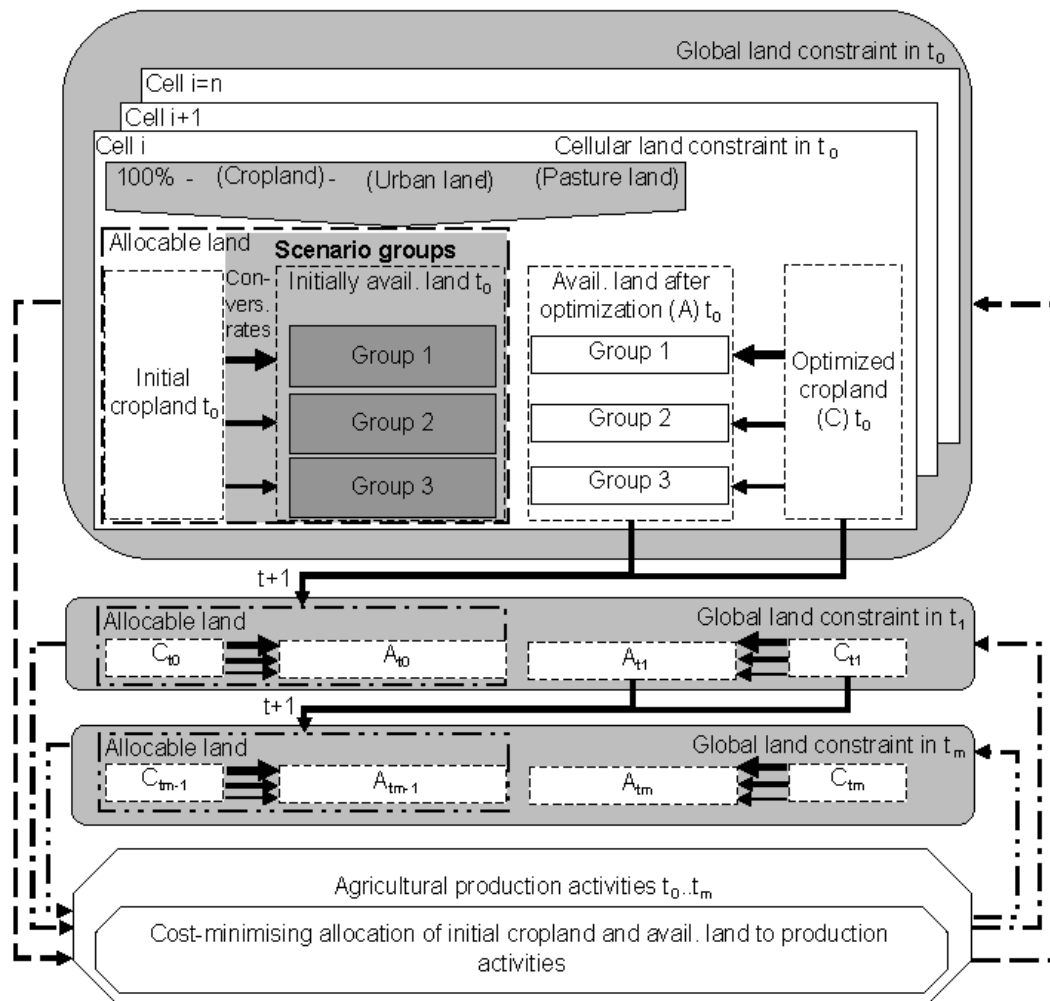 Global land constraint in t0
Cell i=n
Cell i+1
Cell i
Cellular land constraint in t0
100% - (Cropland)- (Urban land) (Pasture land)
Allocable land
Scenario groups
Con-
vers.
rates
Initially avail. land t0
Avail. land after
optimization (A) t0
Initial
cropland t0
Group 1
Group 2
Group 3
Group 1
Group 2
Group 3
Optimized
cropland
(C) t0
t+1
Allocable land
Global land constraint in t1
Ct0
At0
At1
Ct1
t+1
Allocable land
Global land constraint in tm
Ctm-1
Atm-1
Atm
Ctm
Agricultural production activities t0..tm
Cost-minimising allocation of initial cropland and avail. land to production
activities